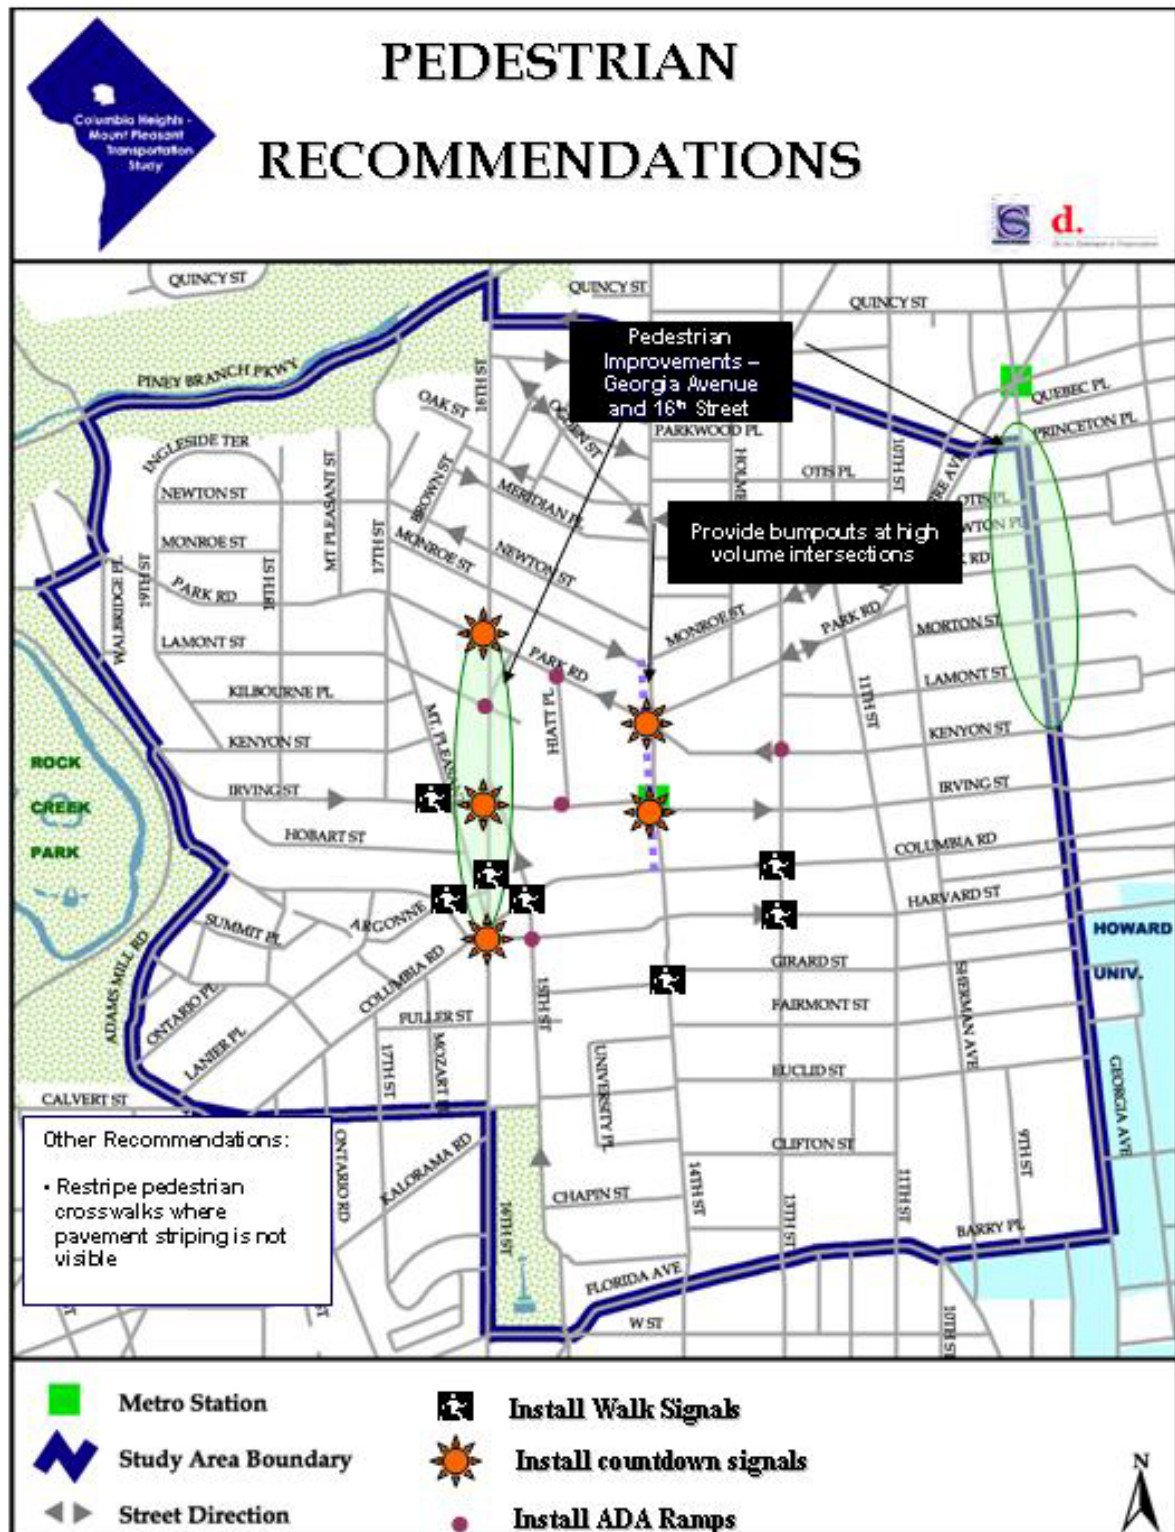 PEDESTRIAN
RECOMMENDATIONS
Columbia Heights -
Mount Pleasant
Transportation
Study
d.
QUINCY ST
QUINCY ST
QUINCY ST
Pedestrian
Improvements –
Georgia Avenue
and 16th Street
PINEY BRANCH PKWY
16TH ST
OAK ST
OGDEN ST
QUEBEC PL
PRINCETON PL
PARKWOOD PL
INGLESIDE TER
10TH ST
OTIS PL
OTIS PL
NEWTON ST
MT PLEASANT ST
BROWN ST
MERIDIAN PL
Provide bumpouts at high
volume intersections
MONROE ST
17TH ST
MONROE ST
NEWTON ST
WALBRIDGE PL
19TH ST
18TH ST
PARK RD
PARK RD
MONROE ST
PARK RD
MORTON ST
LAMONT ST
LAMONT ST
KILBOURNE PL
HIATT PL
11TH ST
KENYON ST
KENYON ST
ROCK
CREEK
PARK
IRVING ST
IRVING ST
HOBART ST
COLUMBIA RD
HARVARD ST
SUMMIT PL
ARGONNE
HOWARD
UNIV.
COLUMBIA RD
GIRARD ST
ADAMS MILL RD
ONTARIO PL
LANIER PL
15TH ST
FAIRMONT ST
SHERMAN AVE
FULLER ST
17TH ST
MOZART
UNIVERSITY PL
EUCLID ST
GEORGIA AVE
CALVERT ST
Other Recommendations:
• Restripe pedestrian
crosswalks where
pavement striping is not
visible
ONTARIO RD
KALORAMA RD
CLIFTON ST
9TH ST
16TH ST
CHAPIN ST
14TH ST
13TH ST
11TH ST
BARRY PL
FLORIDA AVE
W ST
10TH ST
Metro Station
Install Walk Signals
Study Area Boundary
Install countdown signals
Street Direction
Install ADA Ramps
N